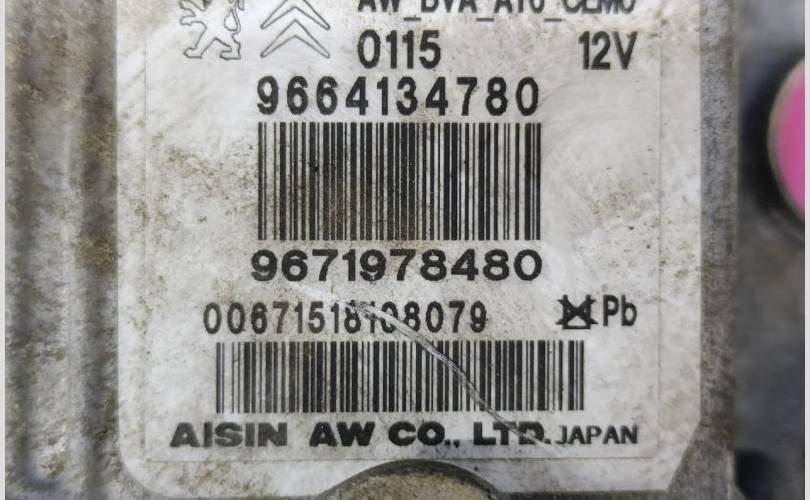 0115 12V
9664134780
9671978480
00671518108079 Pb
AISIN AW CO., LTD. JAPAN